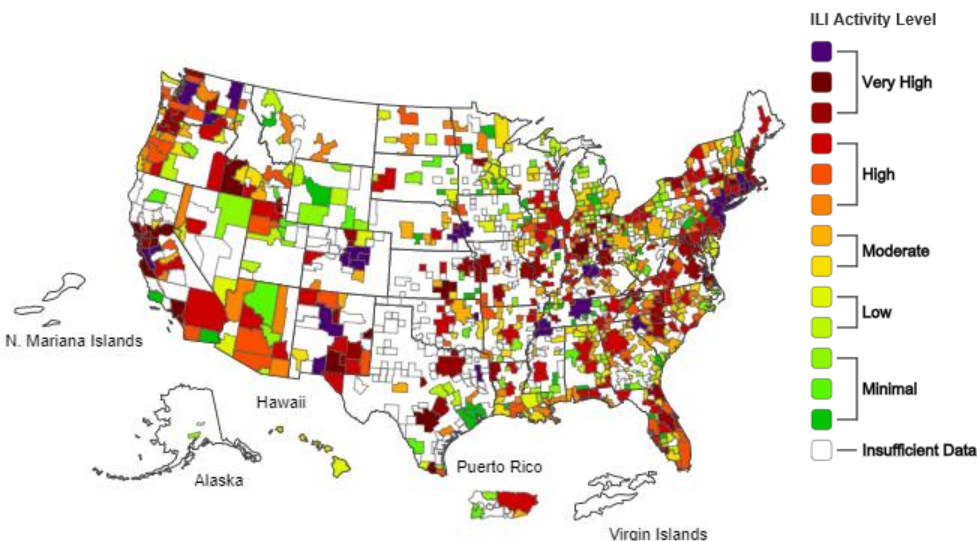 ILI Activity Level
Very High
High
Moderate
Low
Minimal
Insufficient Data
N. Mariana Islands
Hawaii
Alaska
Puerto Rico
Virgin Islands